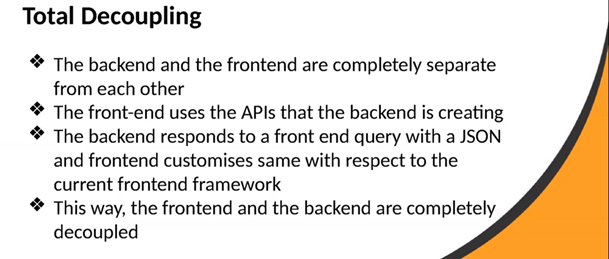 Total Decoupling
❖ The backend and the frontend are completely separate
from each other
❖ The front-end uses the APIs that the backend is creating
❖ The backend responds to a front end query with a JSON
and frontend customises same with respect to the
current frontend framework
❖ This way, the frontend and the backend are completely
decoupled